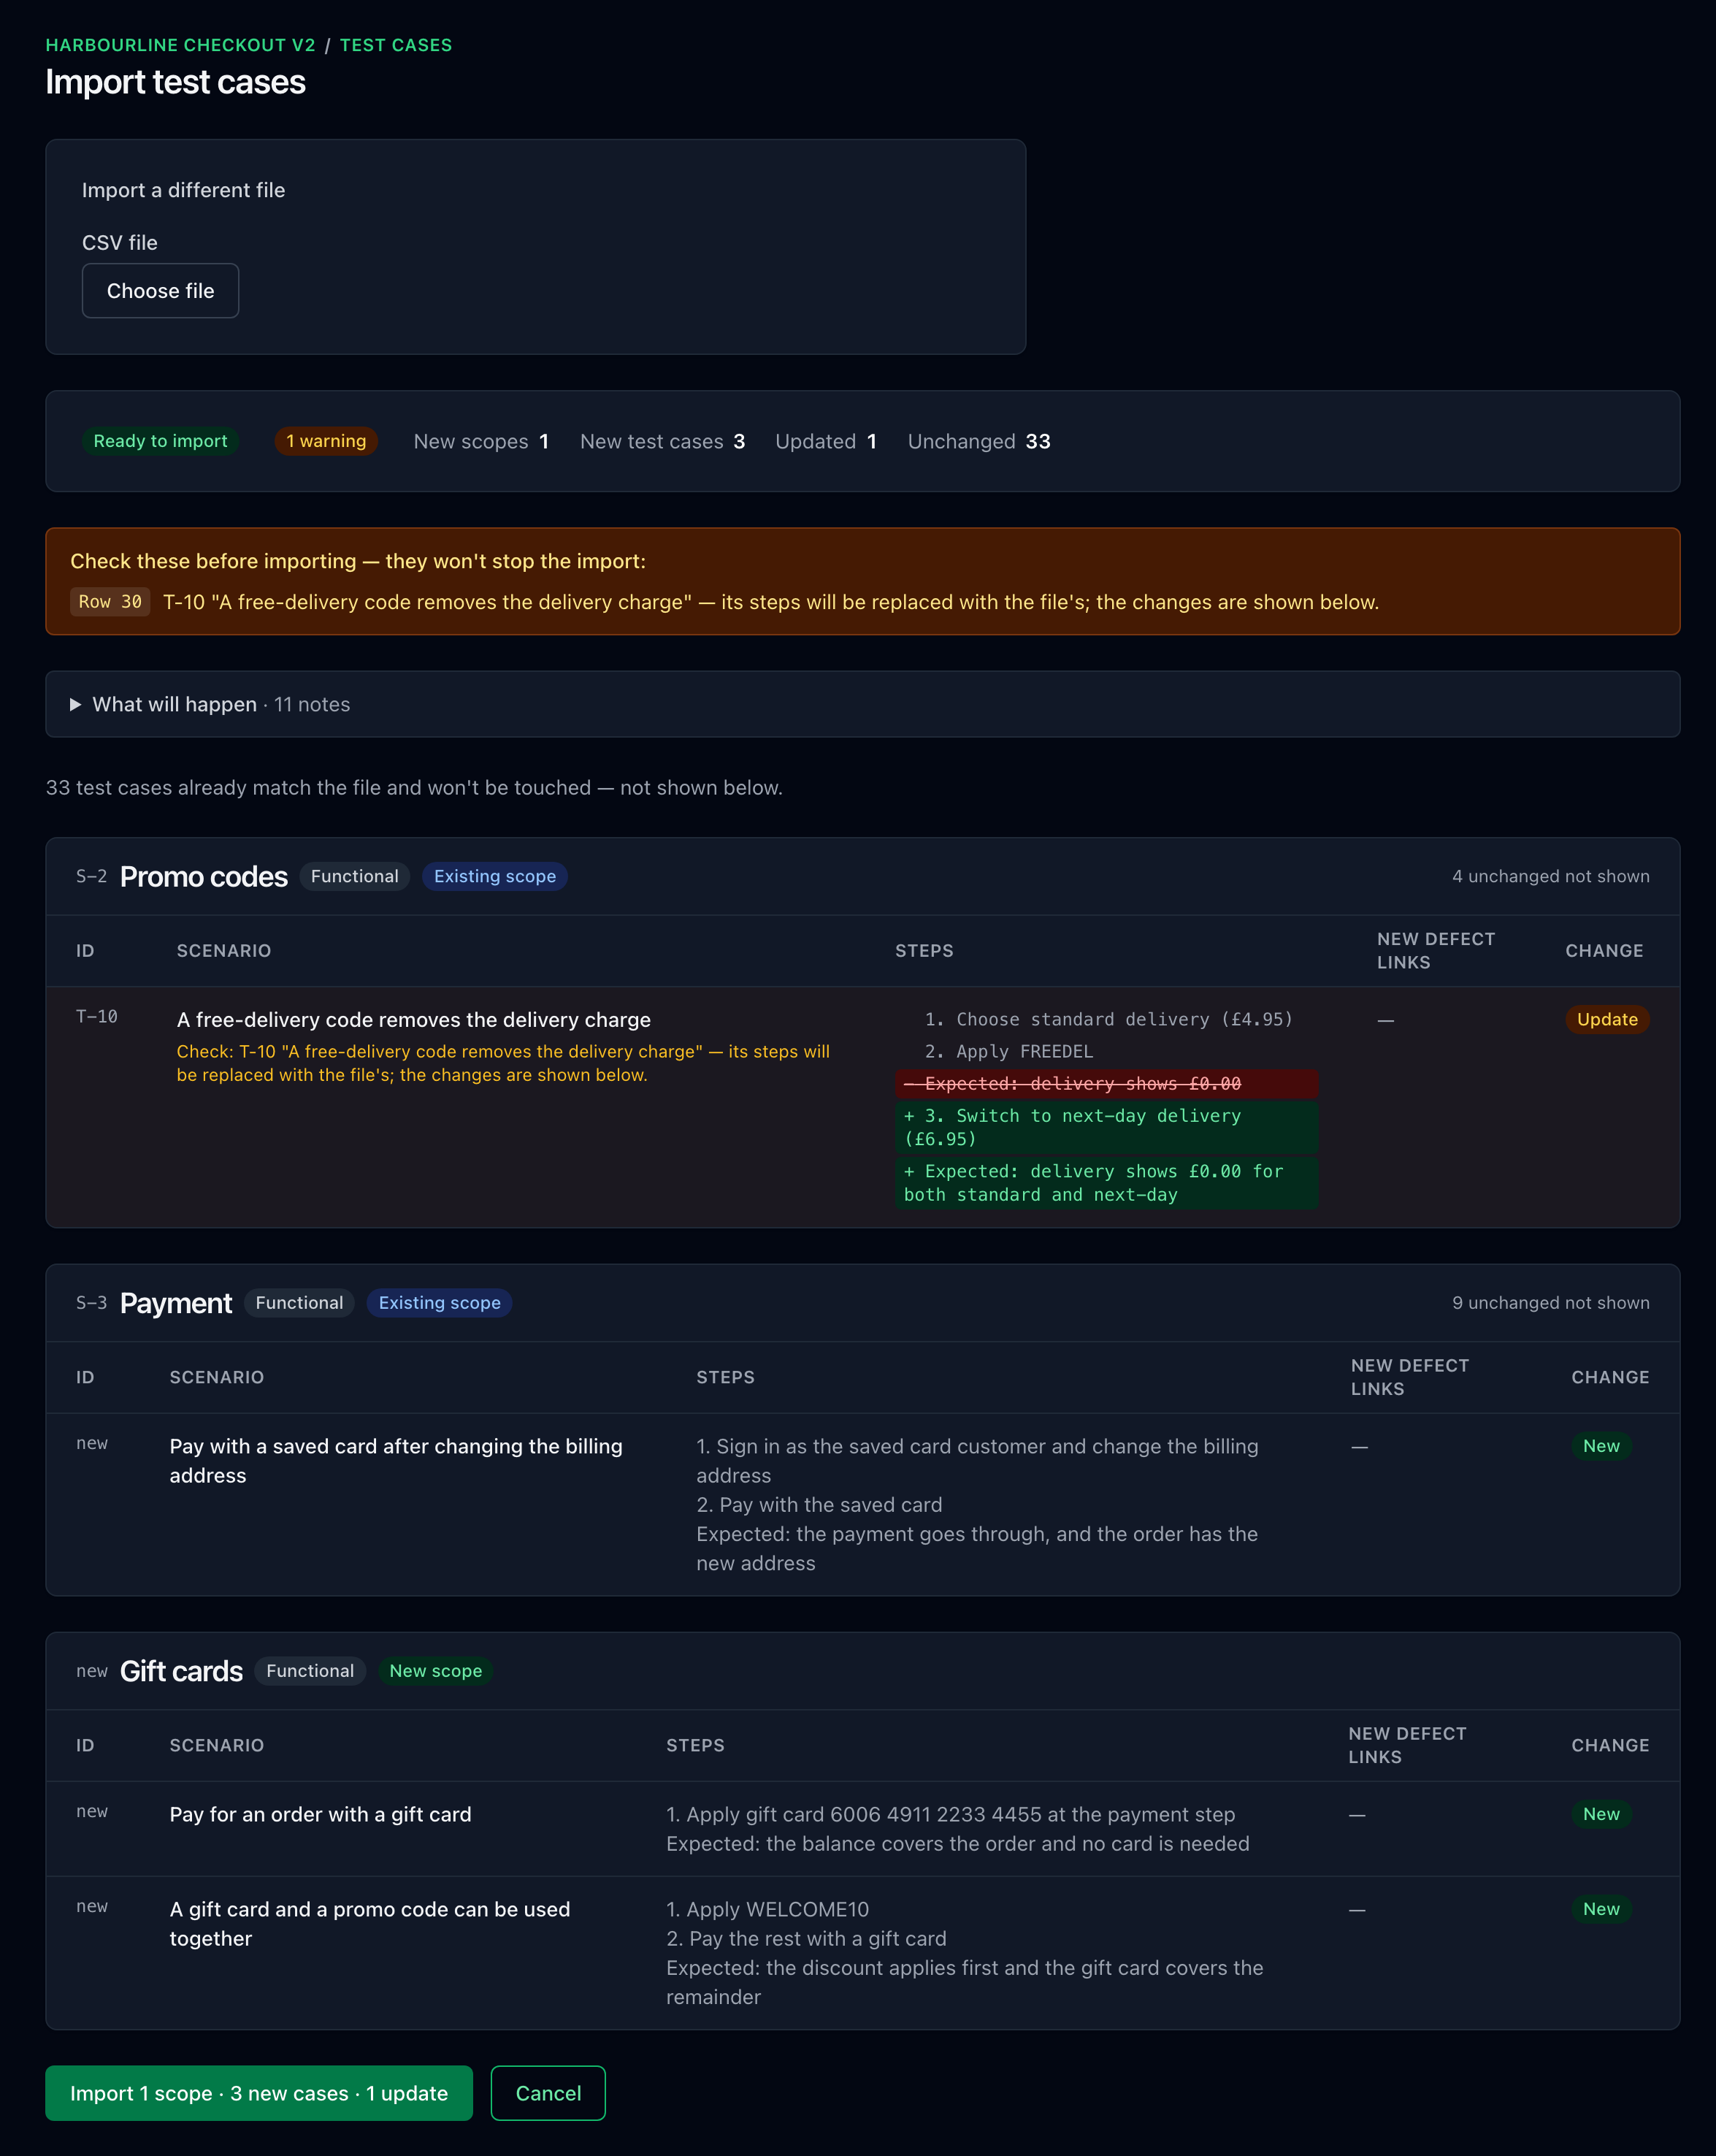 HARBOURLINE CHECKOUT V2 / TEST CASES
Import test cases
Import a different file
CSV file
Choose file
Ready to import 1 warning New scopes 1 New test cases 3 Updated 1 Unchanged 33
Check these before importing — they won't stop the import:
Row 30 T-10 "A free-delivery code removes the delivery charge" — its steps will be replaced with the file's; the changes are shown below.
▶ What will happen · 11 notes
33 test cases already match the file and won't be touched — not shown below.
S-2 Promo codes Functional Existing scope 4 unchanged not shown
ID SCENARIO STEPS NEW DEFECT LINKS CHANGE
T-10
A free-delivery code removes the delivery charge
Check: T-10 "A free-delivery code removes the delivery charge" — its steps will
be replaced with the file's; the changes are shown below.
1. Choose standard delivery (£4.95)
2. Apply FREEDEL
- Expected: delivery shows £0.00
+ 3. Switch to next-day delivery
(£6.95)
+ Expected: delivery shows £0.00 for
both standard and next-day
—
Update
S-3 Payment Functional Existing scope 9 unchanged not shown
ID SCENARIO STEPS NEW DEFECT LINKS CHANGE
new
Pay with a saved card after changing the billing
address
1. Sign in as the saved card customer and change the billing
address
2. Pay with the saved card
Expected: the payment goes through, and the order has the
new address
—
New
new Gift cards Functional New scope
ID SCENARIO STEPS NEW DEFECT LINKS CHANGE
new
Pay for an order with a gift card
1. Apply gift card 6006 4911 2233 4455 at the payment step
Expected: the balance covers the order and no card is needed
—
New
new
A gift card and a promo code can be used
together
1. Apply WELCOME10
2. Pay the rest with a gift card
Expected: the discount applies first and the gift card covers the
remainder
—
New
Import 1 scope · 3 new cases · 1 update
Cancel